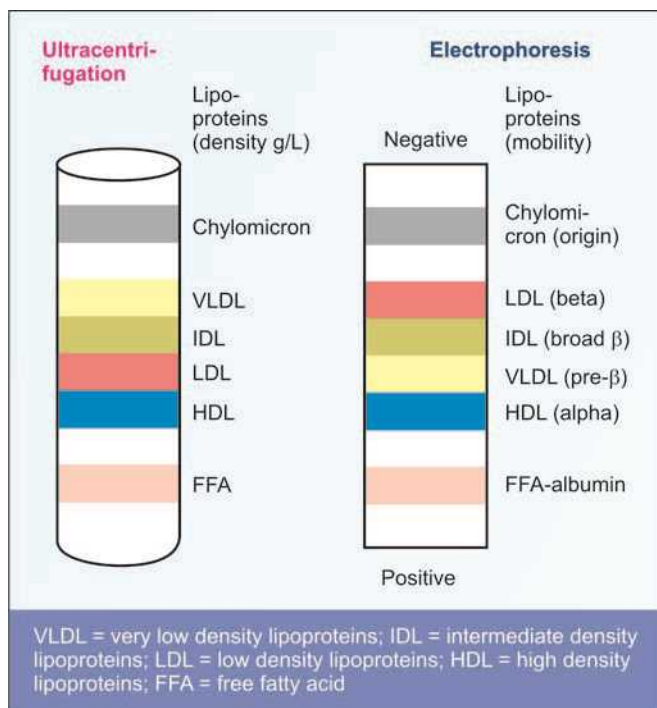 Ultracentri-
fugation
Lipo-
proteins
(density g/L)
Chylomicron
VLDL
IDL
LDL
HDL
FFA
Electrophoresis
Negative
Lipo-
proteins
(mobility)
Chylomi-
cron (origin)
LDL (beta)
IDL (broad β)
VLDL (pre-β)
HDL (alpha)
FFA-albumin
Positive
VLDL = very low density lipoproteins; IDL = intermediate density
lipoproteins; LDL = low density lipoproteins; HDL = high density
lipoproteins; FFA = free fatty acid